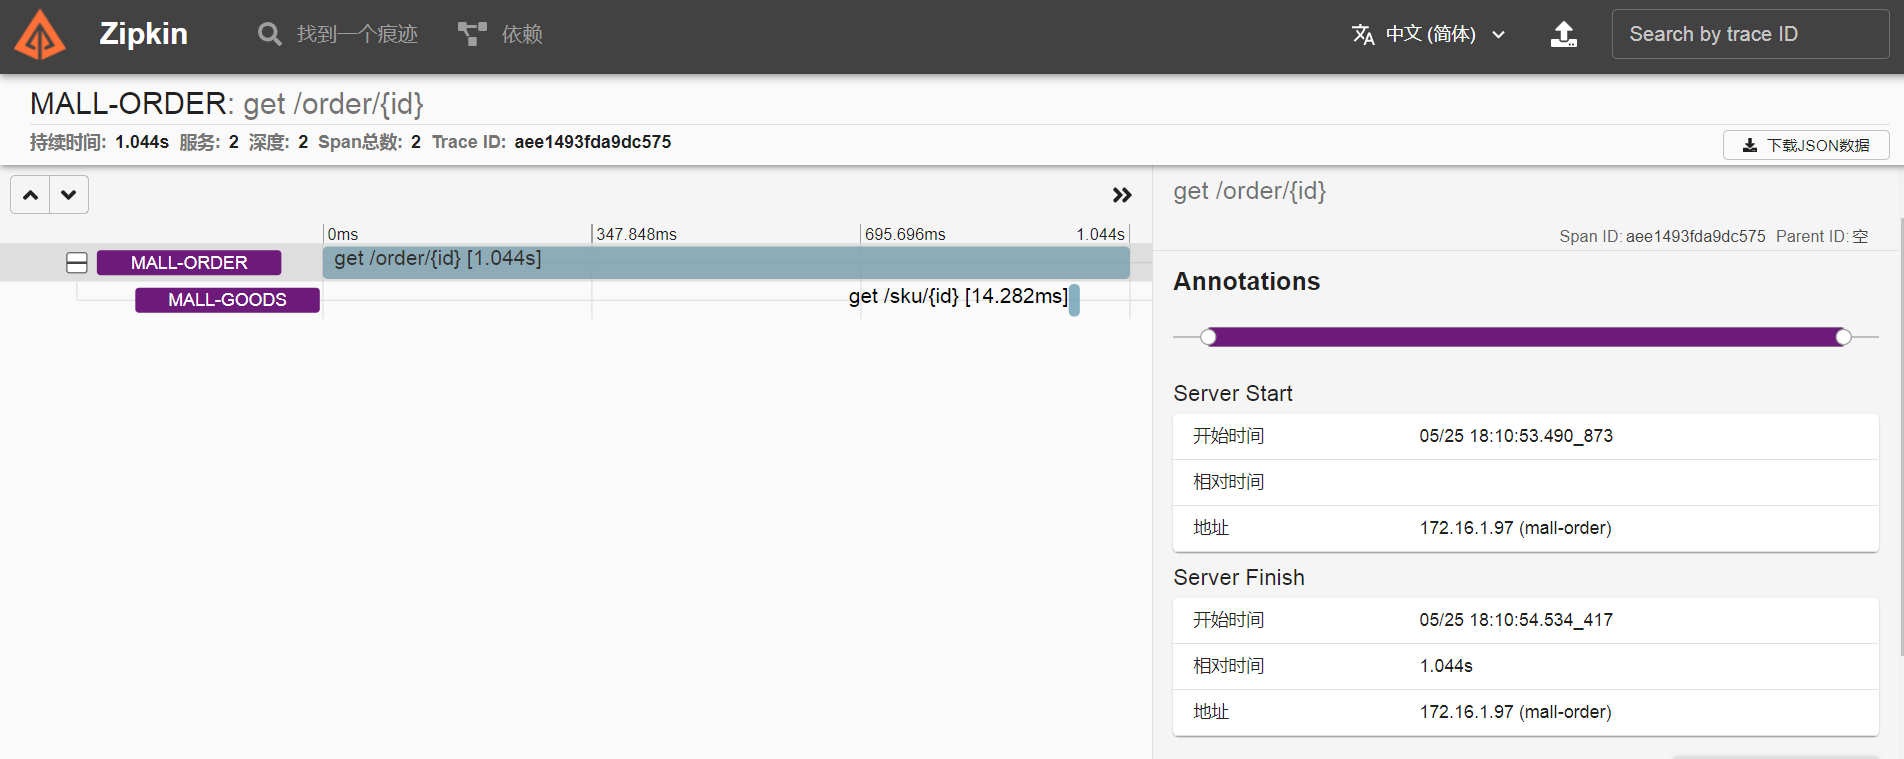 Zipkin 找到一个痕迹 依赖 中文 (简体) Search by trace ID
MALL-ORDER: get /order/{id}
持续时间: 1.044s 服务: 2 深度: 2 Span总数: 2 Trace ID: aee1493fda9dc575
下载JSON数据
0ms 347.848ms 695.696ms 1.044s
MALL-ORDER get /order/{id} [1.044s]
MALL-GOODS get /sku/{id} [14.282ms]
get /order/{id}
Span ID: aee1493fda9dc575 Parent ID: 空
Annotations
Server Start
开始时间 05/25 18:10:53.490_873
相对时间
地址 172.16.1.97 (mall-order)
Server Finish
开始时间 05/25 18:10:54.534_417
相对时间 1.044s
地址 172.16.1.97 (mall-order)